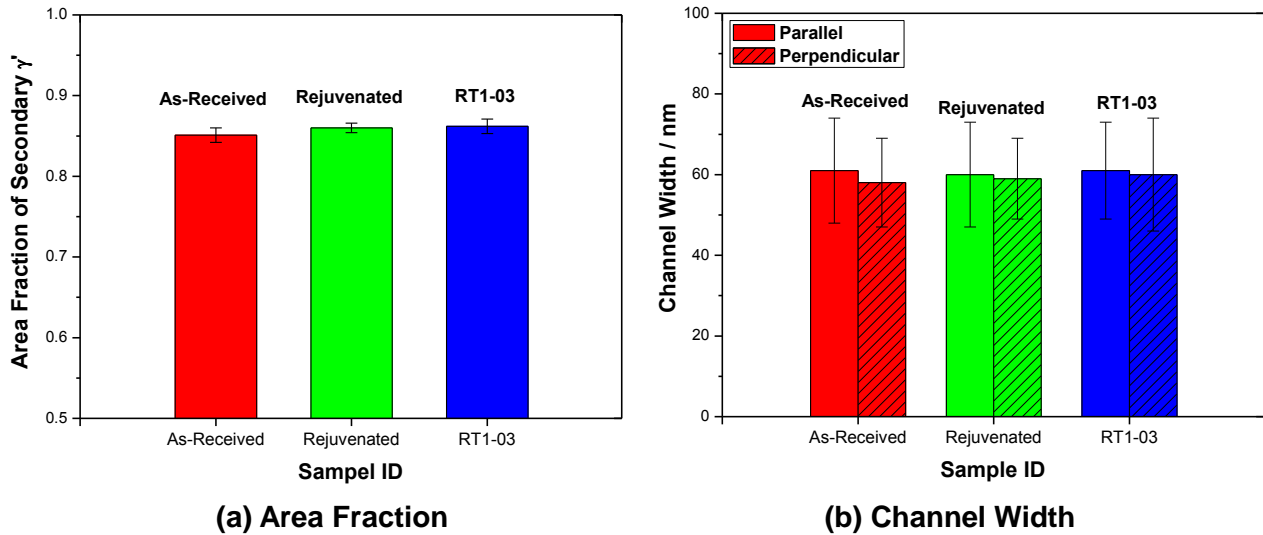 1.0
0.9
0.8
0.7
0.6
0.5
Area Fraction of Secondary γ'
As-Received
Rejuvenated
RT1-03
As-Received
Rejuvenated
RT1-03
Sampel ID
(a) Area Fraction
100
80
60
40
20
0
Channel Width / nm
Parallel
Perpendicular
As-Received
Rejuvenated
RT1-03
As-Received
Rejuvenated
RT1-03
Sample ID
(b) Channel Width